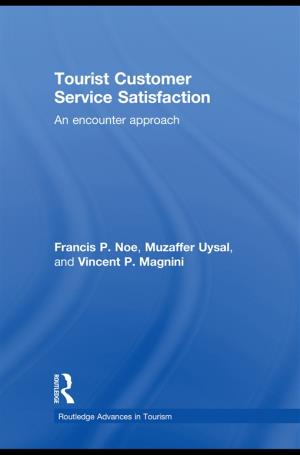 Tourist Customer
Service Satisfaction
An encounter approach
Francis P. Noe, Muzaffer Uysal,
and Vincent P. Magnini
ROUTLEDGE
Routledge Advances in Tourism